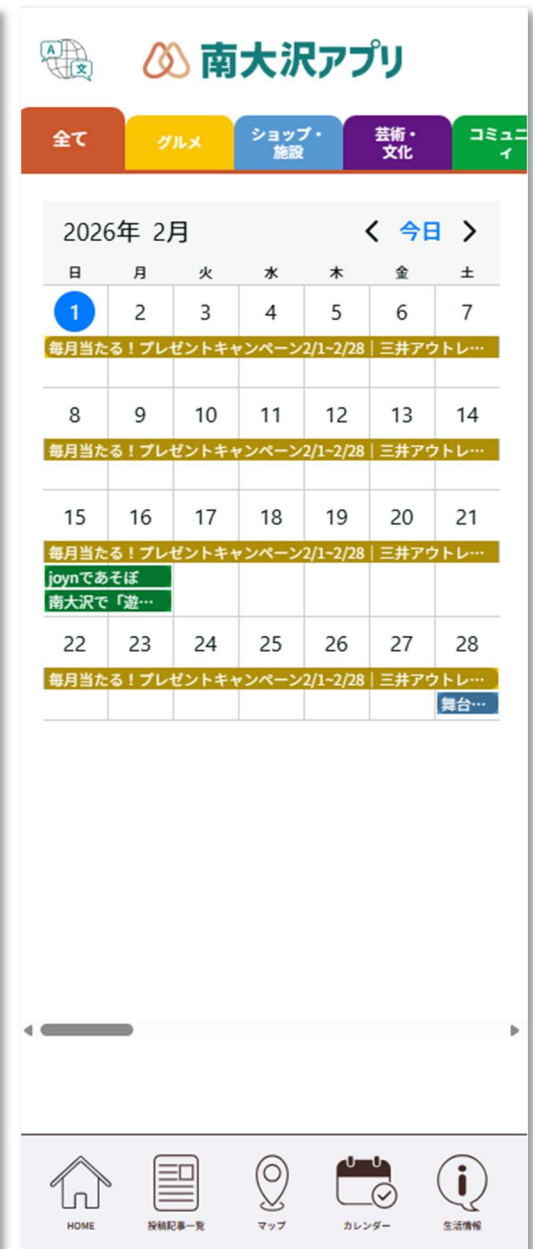 A
文
南大沢アプリ
全て
グルメ
ショップ・
施設
芸術・
文化
コミュニ
ィ
2026年 2月
今日
日 月 火 水 木 金 土
1 2 3 4 5 6 7
毎月当たる！プレゼントキャンペーン2/1~2/28｜三井アウトレ…
8 9 10 11 12 13 14
毎月当たる！プレゼントキャンペーン2/1~2/28｜三井アウトレ…
15 16 17 18 19 20 21
毎月当たる！プレゼントキャンペーン2/1~2/28｜三井アウトレ…
joynであそぼ
南大沢で「遊…
22 23 24 25 26 27 28
毎月当たる！プレゼントキャンペーン2/1~2/28｜三井アウトレ…
舞台…
HOME
投稿記事一覧
マップ
カレンダー
生活情報